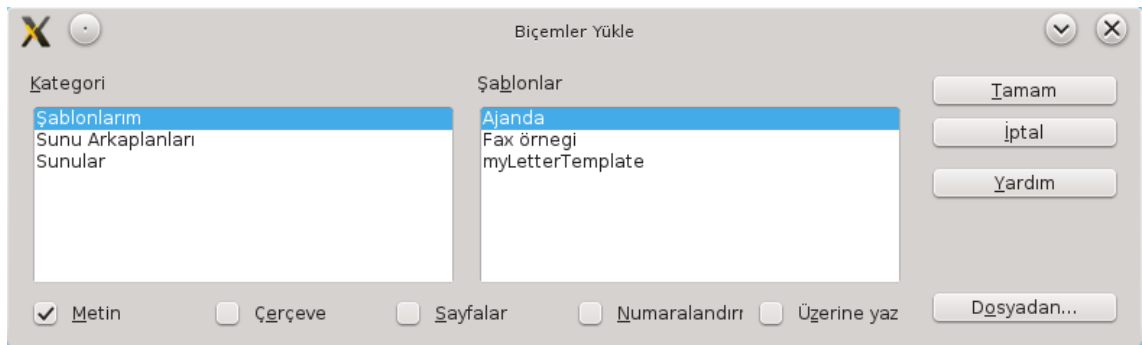 Biçemler Yükle
Kategori
Şablonlar
Tamam
Şablonlarım
Ajanda
Sunu Arkaplanları
Fax örnegi
İptal
Sunular
myLetterTemplate
Yardım
Metin
Çerçeve
Sayfalar
Numaralandırı
Üzerine yaz
Dosyadan...